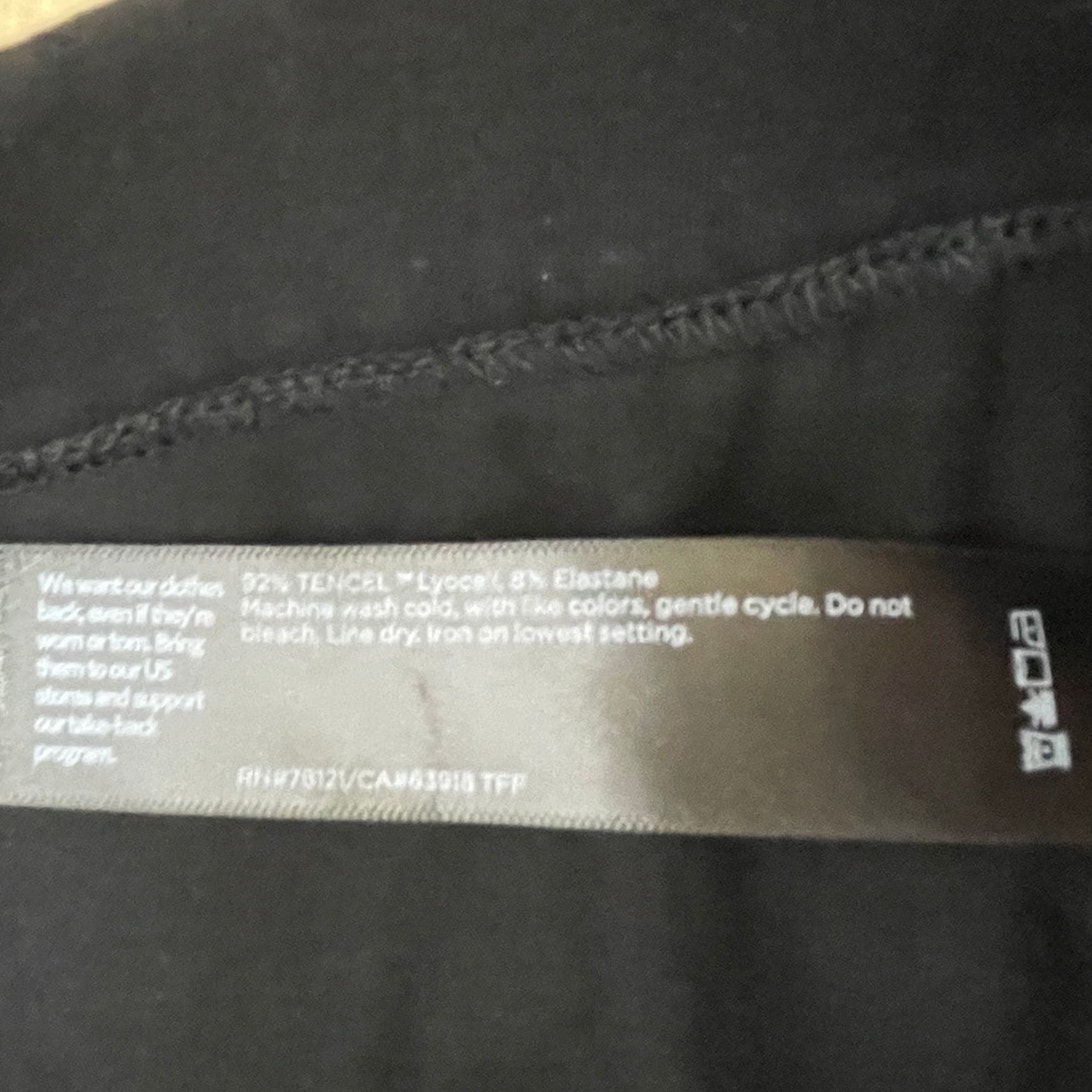 We want our clothes
back, even if they're
worn or torn. Bring
them to our US
stores and support
our take-back
program.
92% TENCEL™ Lyocell, 8% Elastane
Machine wash cold, with like colors, gentle cycle. Do not
bleach. Line dry. Iron on lowest setting.
RN#78121/CA#63918 TFF